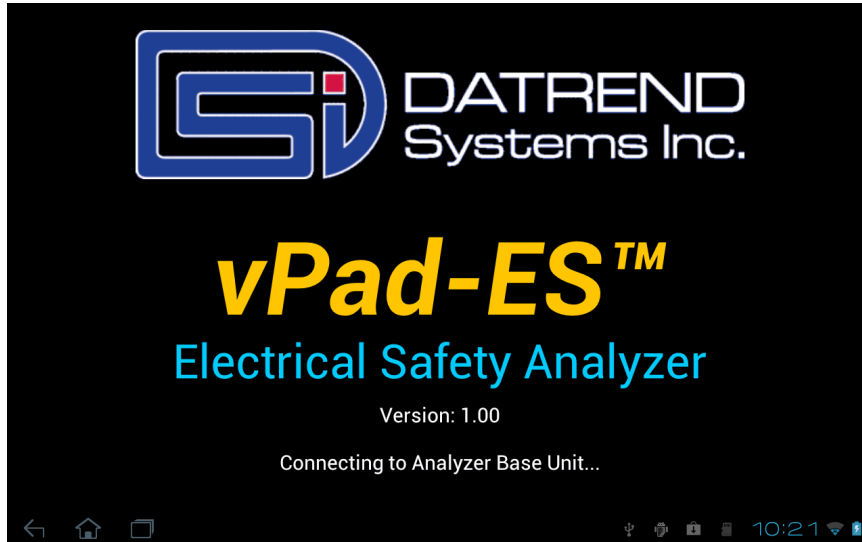 DATREND
Systems Inc.
vPad-ES™
Electrical Safety Analyzer
Version: 1.00
Connecting to Analyzer Base Unit...
10:21